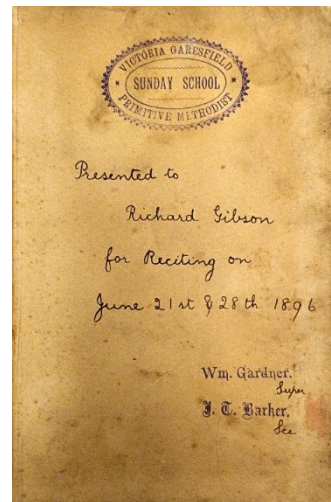 VICTORIA GARESFIELD
SUNDAY SCHOOL
PRIMITIVE METHODIST
Presented to
Richard Gibson
for Reciting on
June 21st & 28th 1896
Wm. Gardner.
Super
J. T. Barker.
Sec